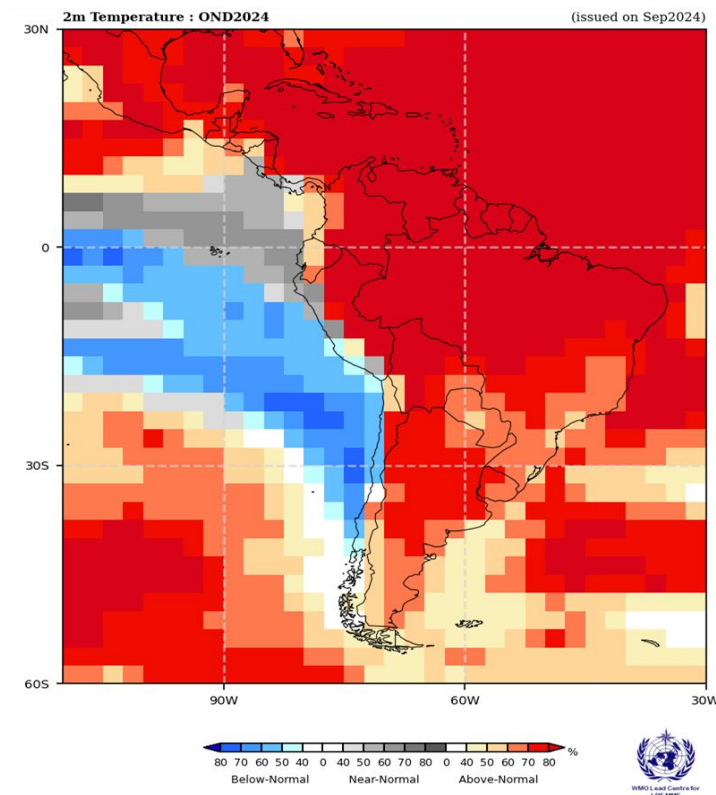 2m Temperature : OND2024 (issued on Sep2024)
30N
0
30S
60S
90W 60W 30W
80 70 60 50 40 0 40 50 60 70 80 0 40 50 60 70 80 %
Below-Normal Near-Normal Above-Normal
WMO Lead Centre for